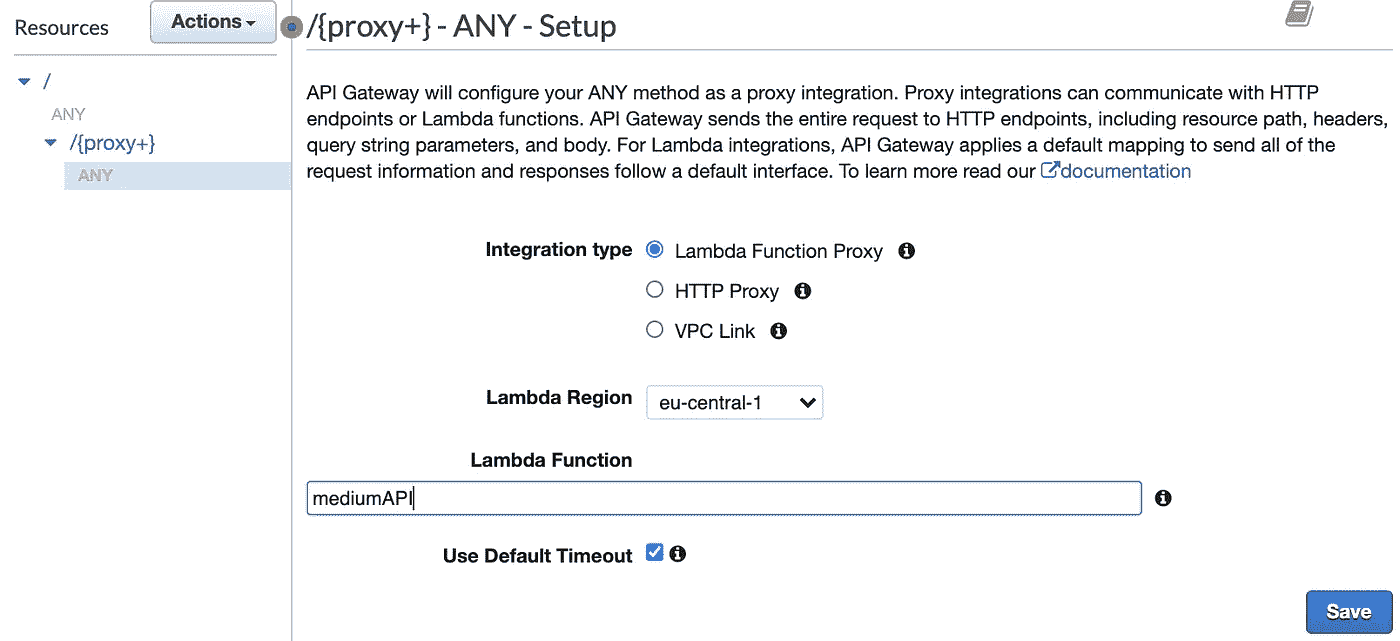 Resources
Actions
/{proxy+} - ANY - Setup
/
ANY
/{proxy+}
ANY
API Gateway will configure your ANY method as a proxy integration. Proxy integrations can communicate with HTTP
endpoints or Lambda functions. API Gateway sends the entire request to HTTP endpoints, including resource path, headers,
query string parameters, and body. For Lambda integrations, API Gateway applies a default mapping to send all of the
request information and responses follow a default interface. To learn more read our documentation
Integration type
Lambda Function Proxy
HTTP Proxy
VPC Link
Lambda Region
eu-central-1
Lambda Function
mediumAPI
Use Default Timeout
Save